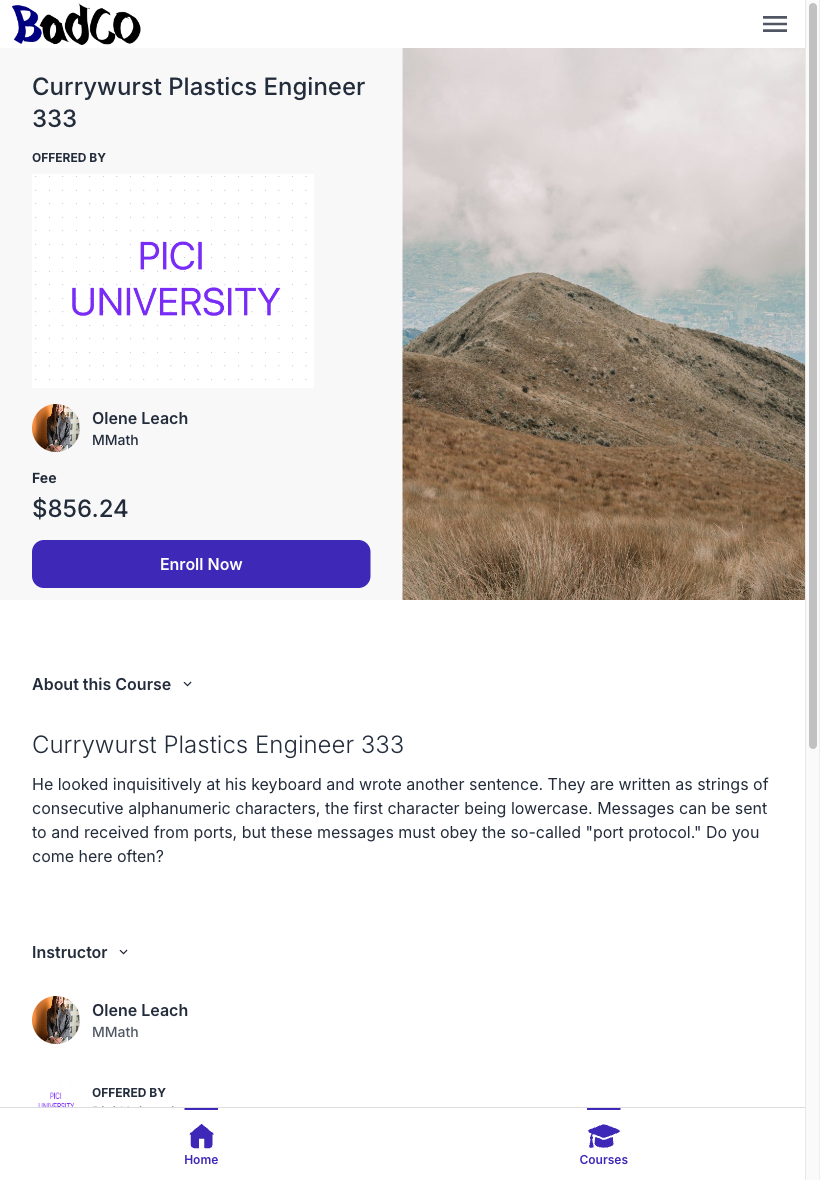 BadCo
Currywurst Plastics Engineer
333
OFFERED BY
PICI
UNIVERSITY
Olene Leach
MMath
Fee
$856.24
Enroll Now
About this Course
Currywurst Plastics Engineer 333
He looked inquisitively at his keyboard and wrote another sentence. They are written as strings of
consecutive alphanumeric characters, the first character being lowercase. Messages can be sent
to and received from ports, but these messages must obey the so-called "port protocol." Do you
come here often?
Instructor
Olene Leach
MMath
PICI
UNIVERSITY
OFFERED BY
Home
Courses